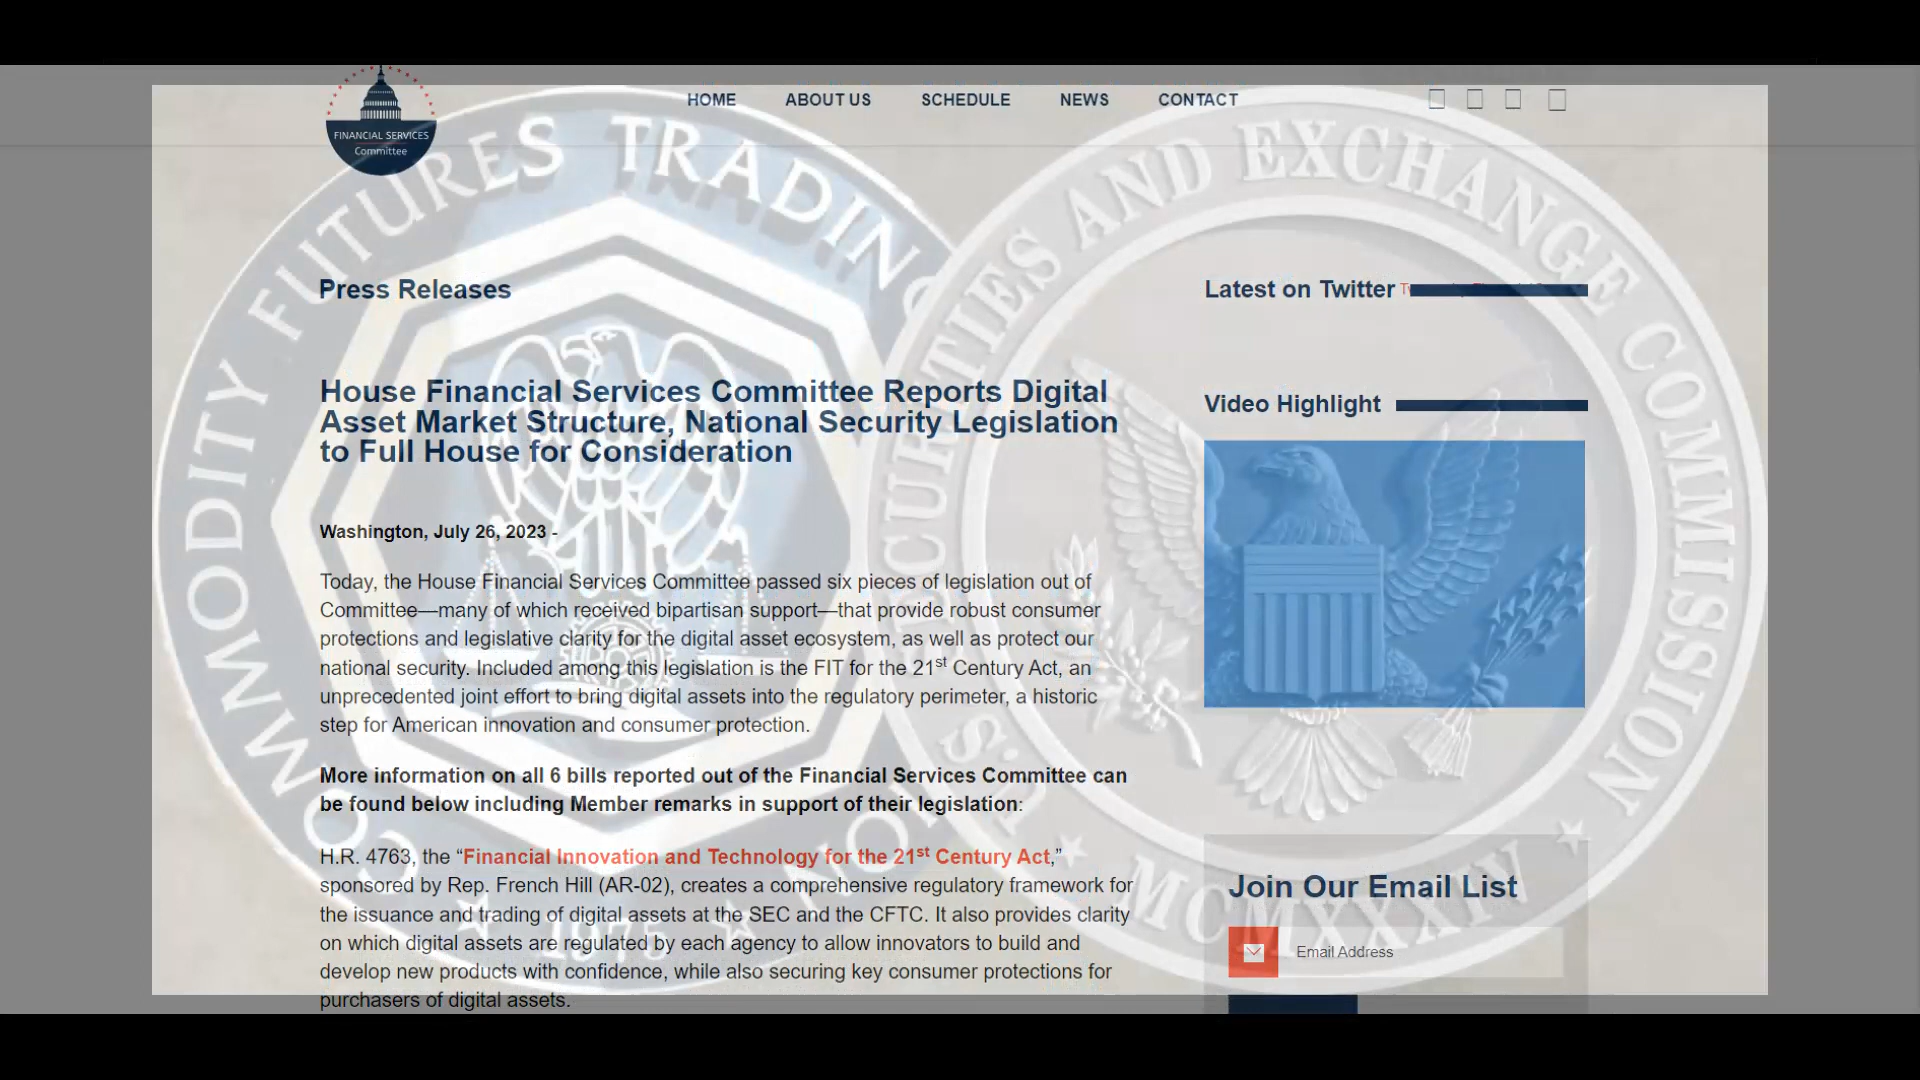 FINANCIAL SERVICES
Committee
HOME ABOUT US SCHEDULE NEWS CONTACT
COMMODITY FUTURES TRADING
U.S. SECURITIES AND EXCHANGE COMMISSION
MCMXXXIV
1975
Press Releases
House Financial Services Committee Reports Digital
Asset Market Structure, National Security Legislation
to Full House for Consideration
Washington, July 26, 2023 -
Today, the House Financial Services Committee passed six pieces of legislation out of
Committee—many of which received bipartisan support—that provide robust consumer
protections and legislative clarity for the digital asset ecosystem, as well as protect our
national security. Included among this legislation is the FIT for the 21st Century Act, an
unprecedented joint effort to bring digital assets into the regulatory perimeter, a historic
step for American innovation and consumer protection.
More information on all 6 bills reported out of the Financial Services Committee can
be found below including Member remarks in support of their legislation:
H.R. 4763, the “Financial Innovation and Technology for the 21st Century Act,”
sponsored by Rep. French Hill (AR-02), creates a comprehensive regulatory framework for
the issuance and trading of digital assets at the SEC and the CFTC. It also provides clarity
on which digital assets are regulated by each agency to allow innovators to build and
develop new products with confidence, while also securing key consumer protections for
purchasers of digital assets.
Latest on Twitter
Video Highlight
Join Our Email List
Email Address